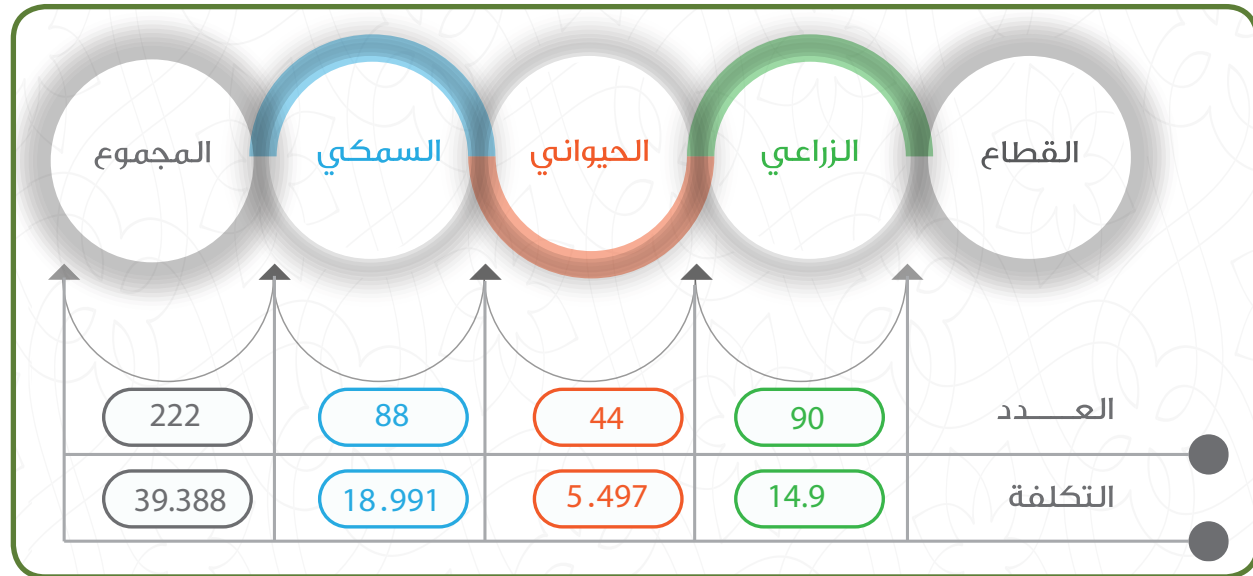 القطاع الزراعي الحيواني السمكي المجموع
العـــدد 90 44 88 222
التكلفة 14.9 5.497 18.991 39.388